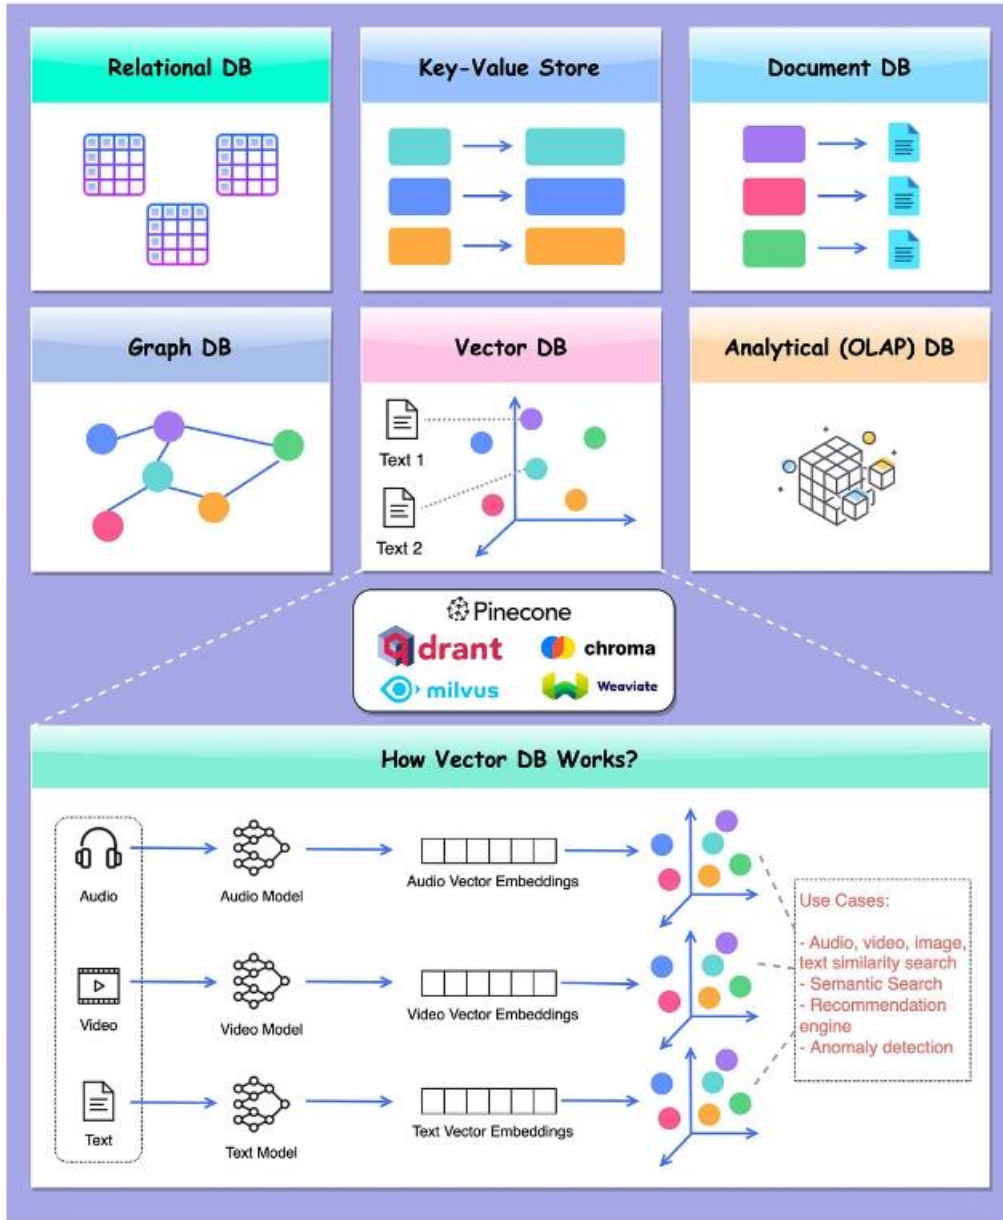 Relational DB
Key-Value Store
Document DB
Graph DB
Vector DB
Analytical (OLAP) DB
Text 1
Text 2
Pinecone
qdrant
chroma
milvus
Weaviate
How Vector DB Works?
Audio
Audio Model
Audio Vector Embeddings
Video
Video Model
Video Vector Embeddings
Text
Text Model
Text Vector Embeddings
Use Cases:
- Audio, video, image,
text similarity search
- Semantic Search
- Recommendation
engine
- Anomaly detection